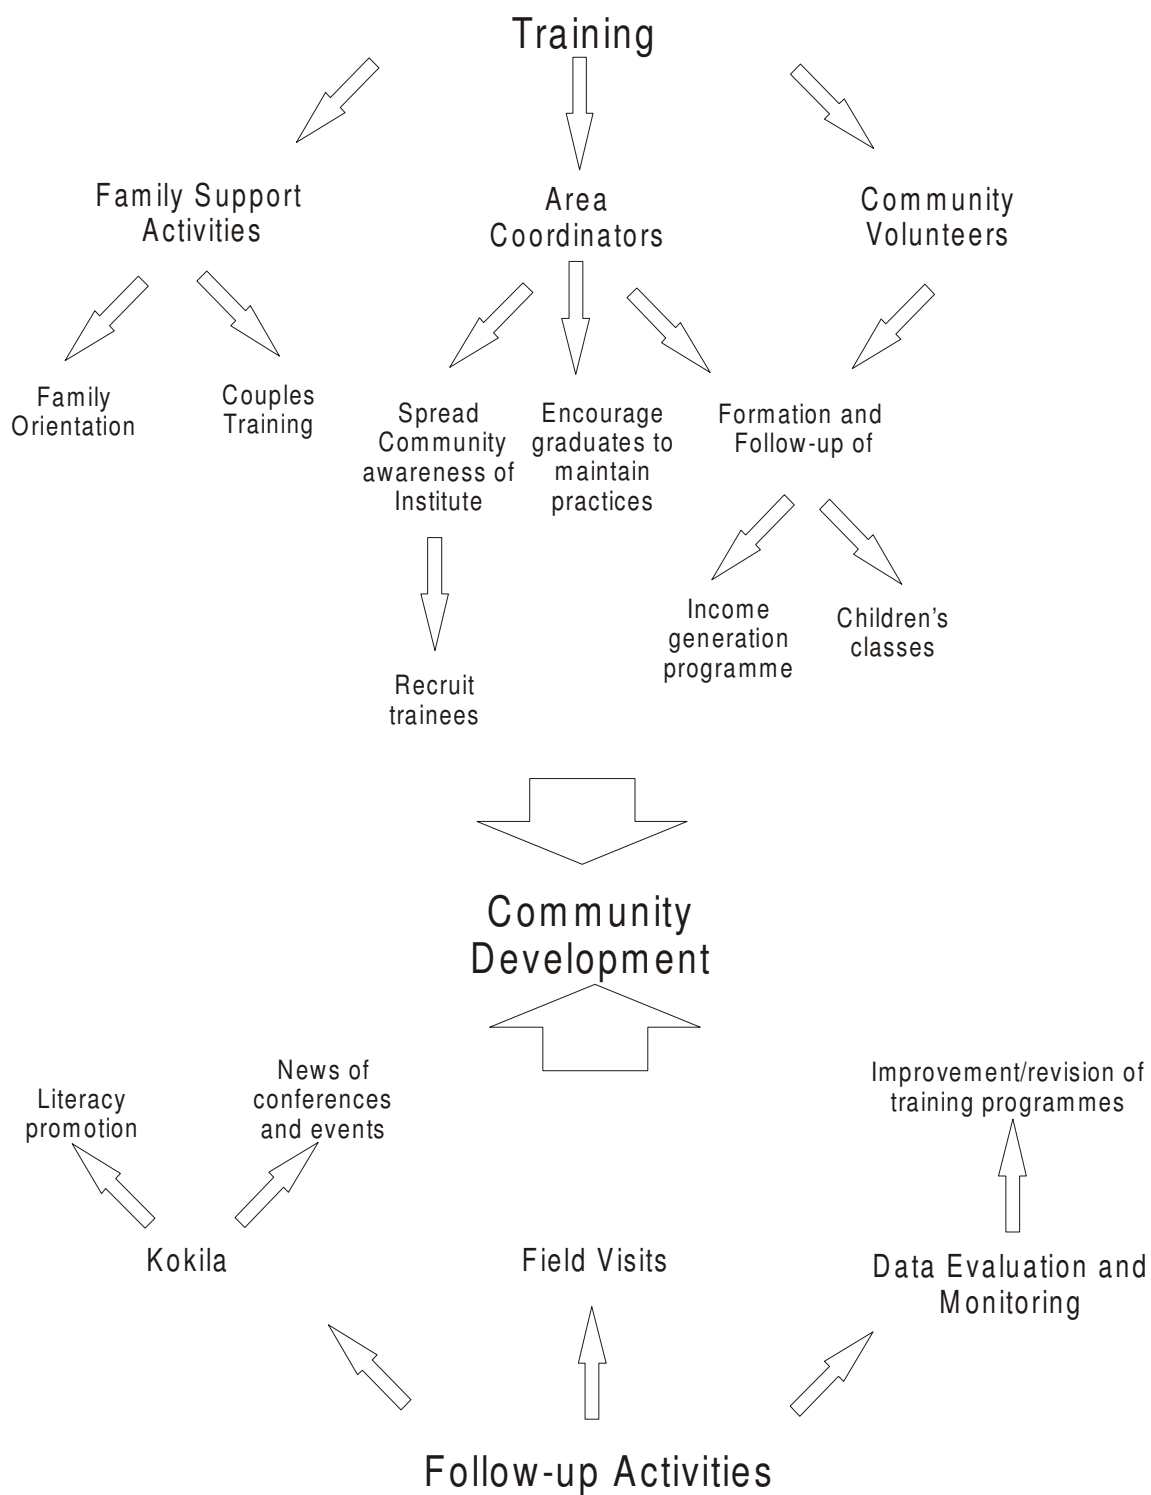 Training
Family Support
Activities
Area
Coordinators
Community
Volunteers
Family
Orientation
Couples
Training
Spread
Community
awareness of
Institute
Encourage
graduates to
maintain
practices
Formation and
Follow-up of
Recruit
trainees
Income
generation
programme
Children's
classes
Community
Development
Literacy
promotion
News of
conferences
and events
Improvement/revision of
training programmes
Kokila
Field Visits
Data Evaluation and
Monitoring
Follow-up Activities